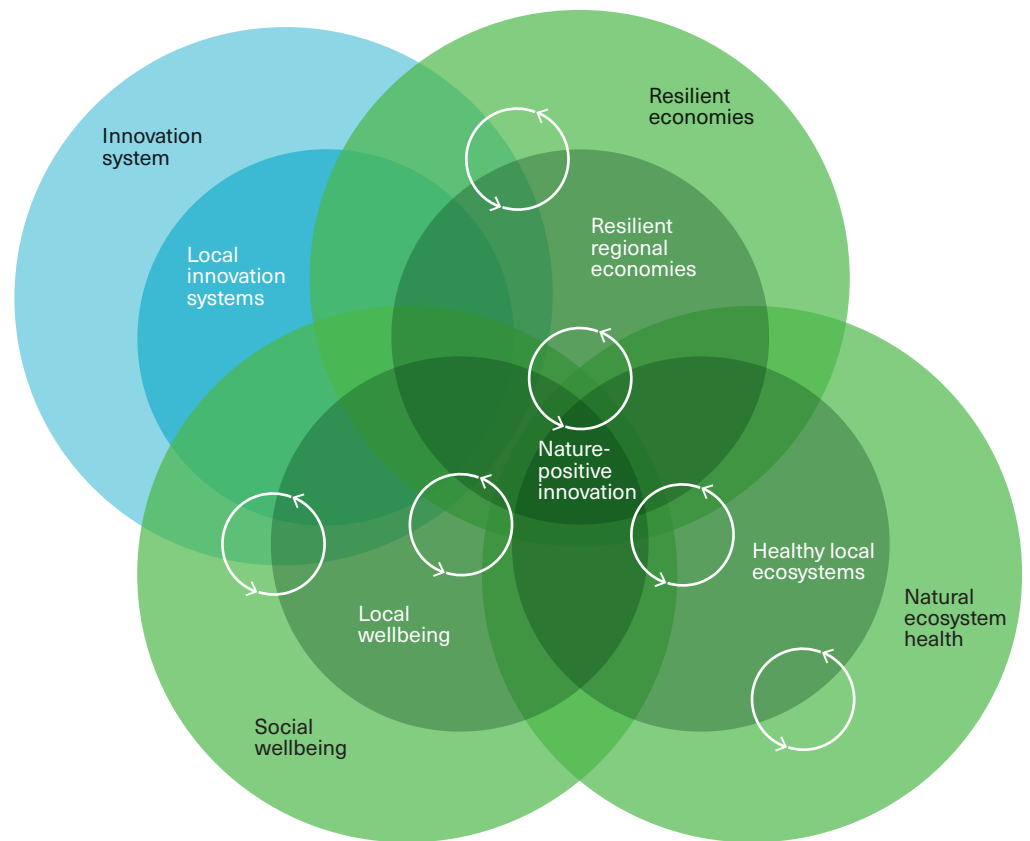 Resilient
economies
Innovation
system
Resilient
regional
economies
Local
innovation
systems
Nature-
positive
innovation
Healthy local
ecosystems
Natural
ecosystem
health
Local
wellbeing
Social
wellbeing